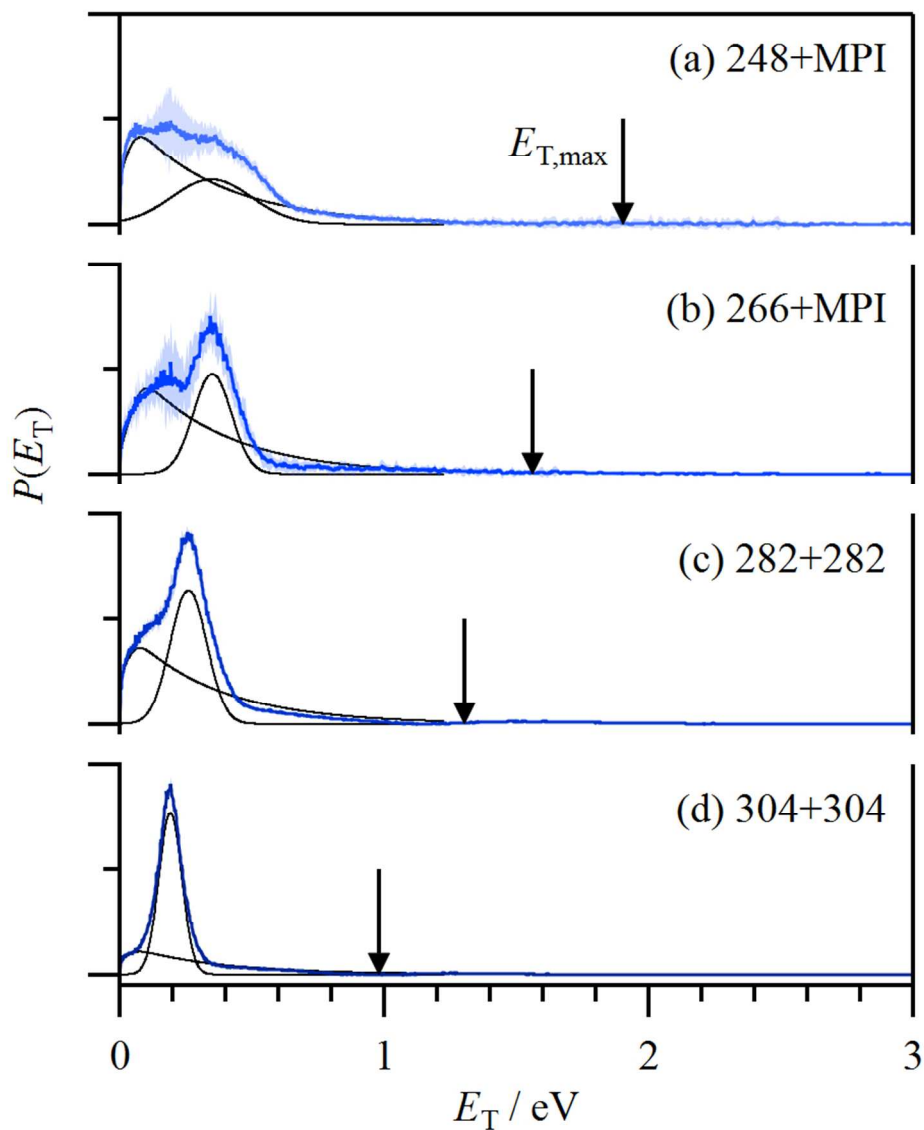 (a) 248+MPI
E_T,max
(b) 266+MPI
(c) 282+282
(d) 304+304
P(E_T)
0 1 2 3
E_T / eV